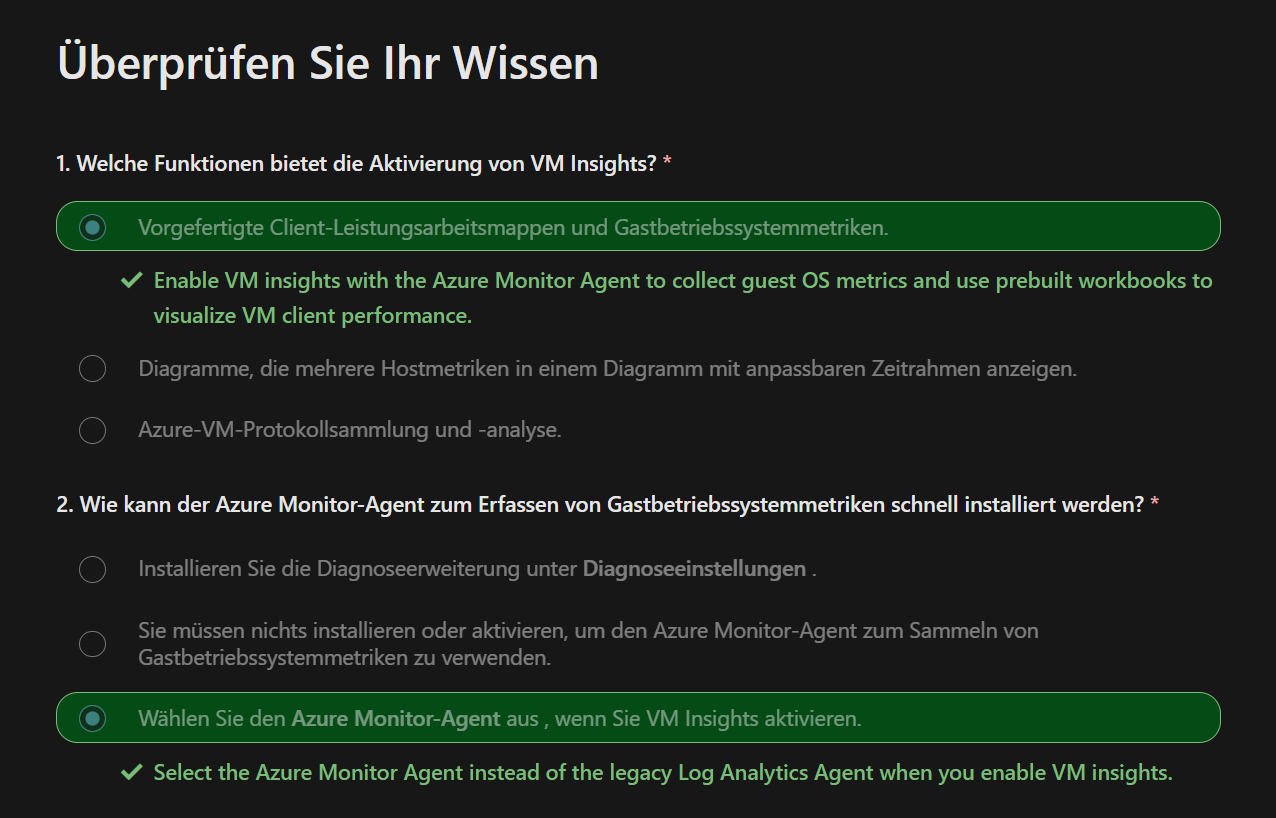 Überprüfen Sie Ihr Wissen
1. Welche Funktionen bietet die Aktivierung von VM Insights? *
Vorgefertigte Client-Leistungsarbeitsmappen und Gastbetriebssystemmetriken.
Enable VM insights with the Azure Monitor Agent to collect guest OS metrics and use prebuilt workbooks to
visualize VM client performance.
Diagramme, die mehrere Hostmetriken in einem Diagramm mit anpassbaren Zeitrahmen anzeigen.
Azure-VM-Protokollsammlung und -analyse.
2. Wie kann der Azure Monitor-Agent zum Erfassen von Gastbetriebssystemmetriken schnell installiert werden? *
Installieren Sie die Diagnoseerweiterung unter Diagnoseeinstellungen .
Sie müssen nichts installieren oder aktivieren, um den Azure Monitor-Agent zum Sammeln von
Gastbetriebssystemmetriken zu verwenden.
Wählen Sie den Azure Monitor-Agent aus , wenn Sie VM Insights aktivieren.
Select the Azure Monitor Agent instead of the legacy Log Analytics Agent when you enable VM insights.